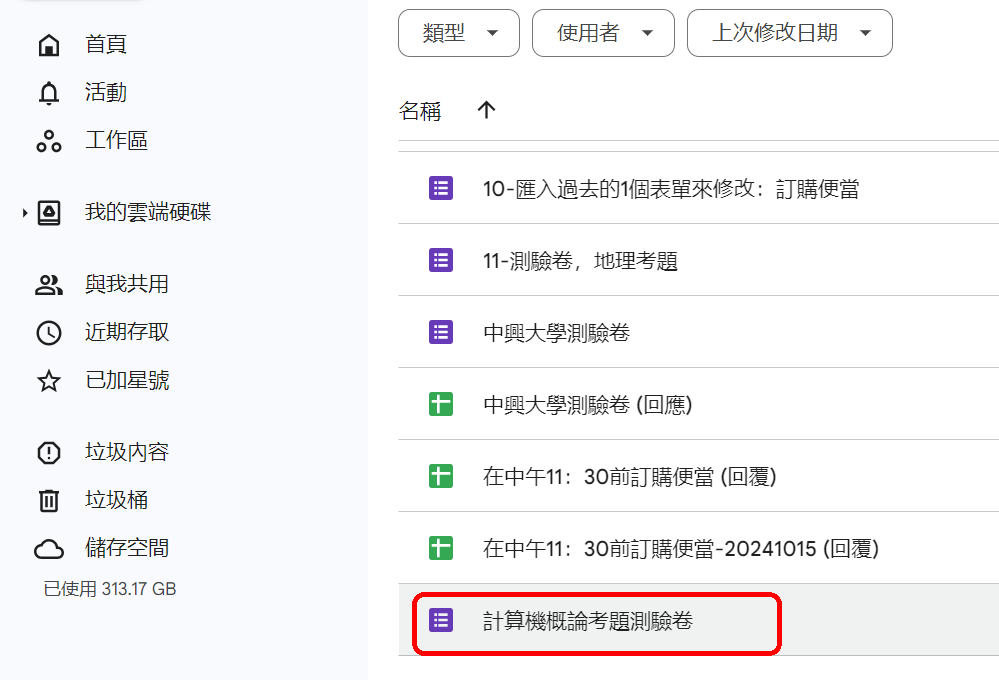 首頁
活動
工作區
我的雲端硬碟
與我共用
近期存取
已加星號
垃圾內容
垃圾桶
儲存空間
已使用 313.17 GB
類型
使用者
上次修改日期
名稱
10-匯入過去的1個表單來修改：訂購便當
11-測驗卷，地理考題
中興大學測驗卷
中興大學測驗卷 (回應)
在中午11：30前訂購便當 (回覆)
在中午11：30前訂購便當-20241015 (回覆)
計算機概論考題測驗卷